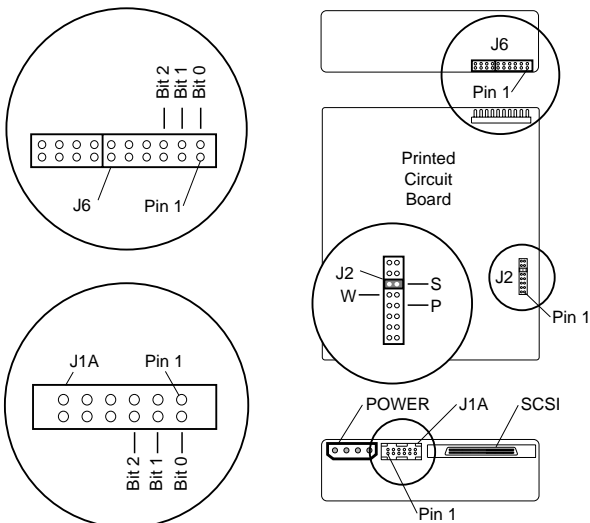 Bit 2
Bit 1
Bit 0
J6
Pin 1
J6
Pin 1
Printed
Circuit
Board
J2
S
W
P
J2
Pin 1
J1A
Pin 1
Bit 2
Bit 1
Bit 0
POWER
J1A
SCSI
Pin 1